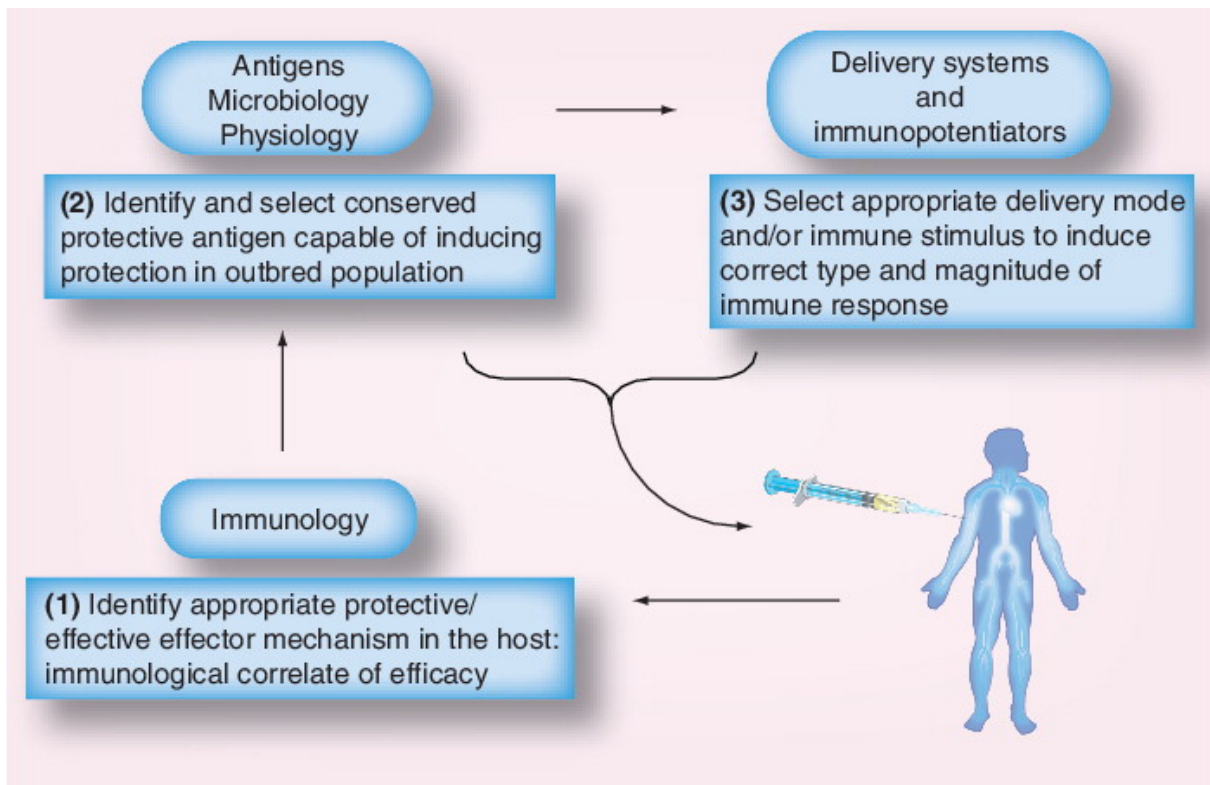 Antigens
Microbiology
Physiology
(2) Identify and select conserved
protective antigen capable of inducing
protection in outbred population
Delivery systems
and
immunopotentiators
(3) Select appropriate delivery mode
and/or immune stimulus to induce
correct type and magnitude of
immune response
Immunology
(1) Identify appropriate protective/
effective effector mechanism in the host:
immunological correlate of efficacy